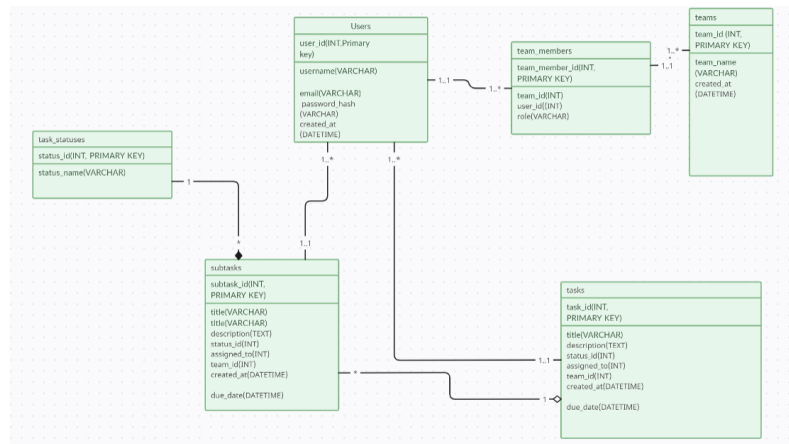 Users
user_id(INT,Primary
key)
username(VARCHAR)
email(VARCHAR)
password_hash
(VARCHAR)
created_at
(DATETIME)
team_members
team_member_id(INT,
PRIMARY KEY)
team_id(INT)
user_id((INT)
role(VARCHAR)
teams
team_id (INT,
PRIMARY KEY)
team_name
(VARCHAR)
created_at
(DATETIME)
1..1
1..*
1..*
1..1
task_statuses
status_id(INT, PRIMARY KEY)
status_name(VARCHAR)
1
*
1..*
1..1
1..*
1..1
subtasks
subtask_id(INT,
PRIMARY KEY)
title(VARCHAR)
title(VARCHAR)
description(TEXT)
status_id(INT)
assigned_to(INT)
team_id(INT)
created_at(DATETIME)
due_date(DATETIME)
*
1
tasks
task_id(INT,
PRIMARY KEY)
title(VARCHAR)
description(TEXT)
status_id(INT)
assigned_to(INT)
team_id(INT)
created_at(DATETIME)
due_date(DATETIME)